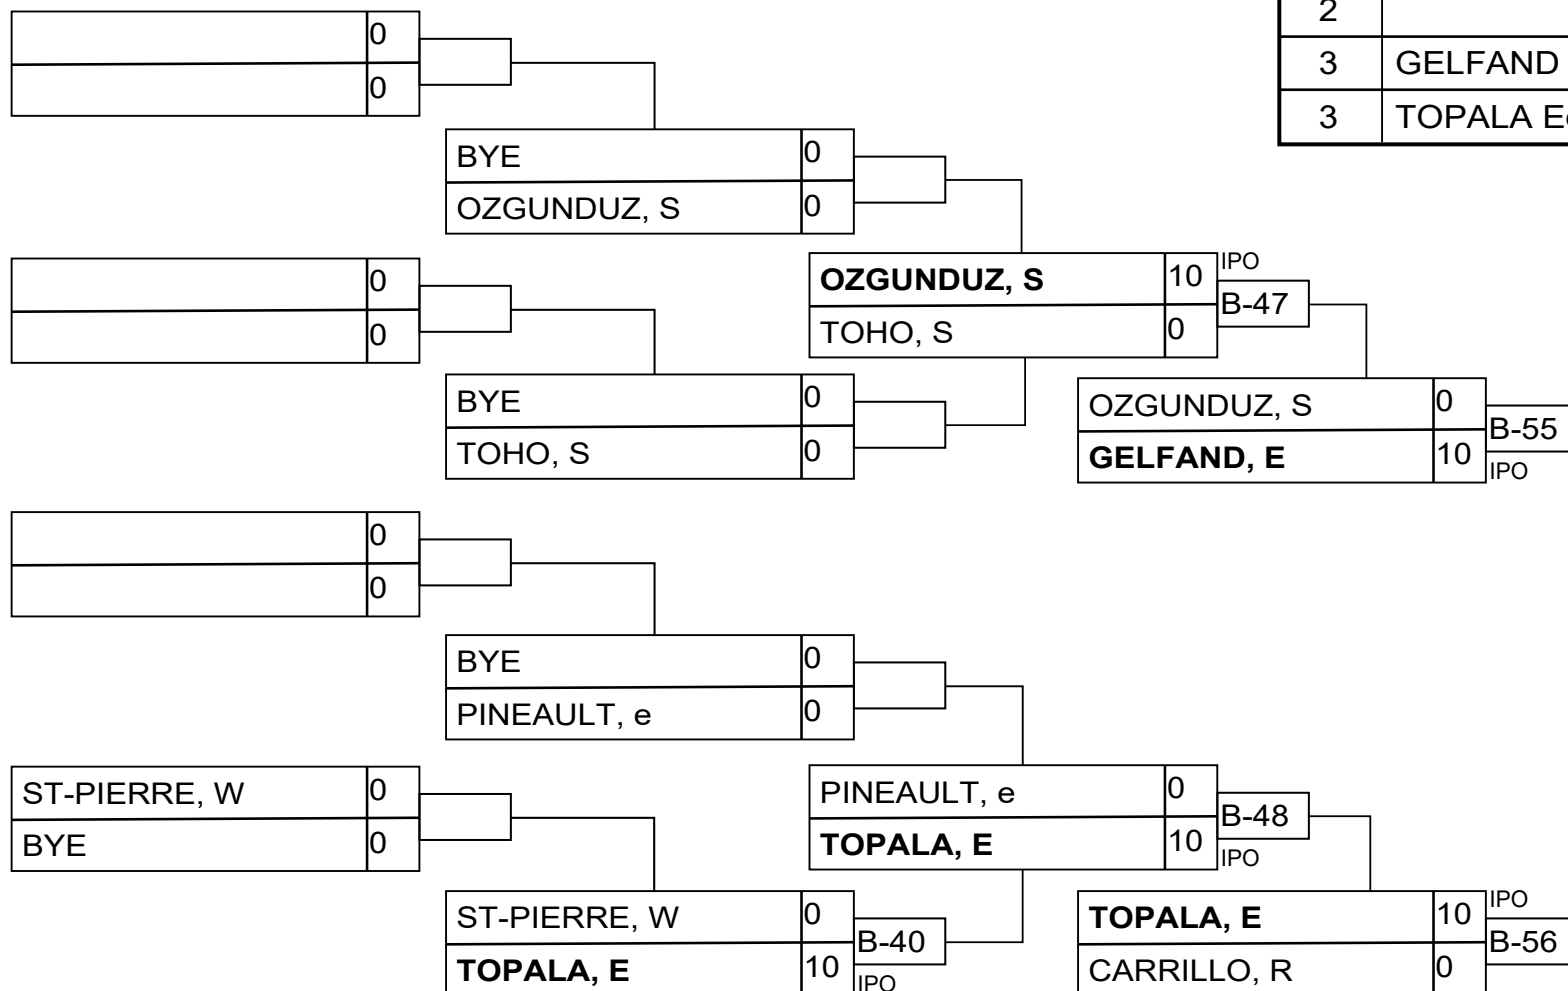 0
0
2
3 GELFAND
3 TOPALA
BYE 0
OZGUNDUZ, S 0
0
0
OZGUNDUZ, S 10 IPO
B-47
TOHO, S 0
BYE 0
TOHO, S 0
OZGUNDUZ, S 0
B-55
GELFAND, E 10 IPO
0
0
BYE 0
PINEAULT, e 0
ST-PIERRE, W 0
BYE 0
PINEAULT, e 0
B-48
TOPALA, E 10 IPO
ST-PIERRE, W 0
B-40
TOPALA, E 10 IPO
TOPALA, E 10 IPO
B-56
CARRILLO, R 0